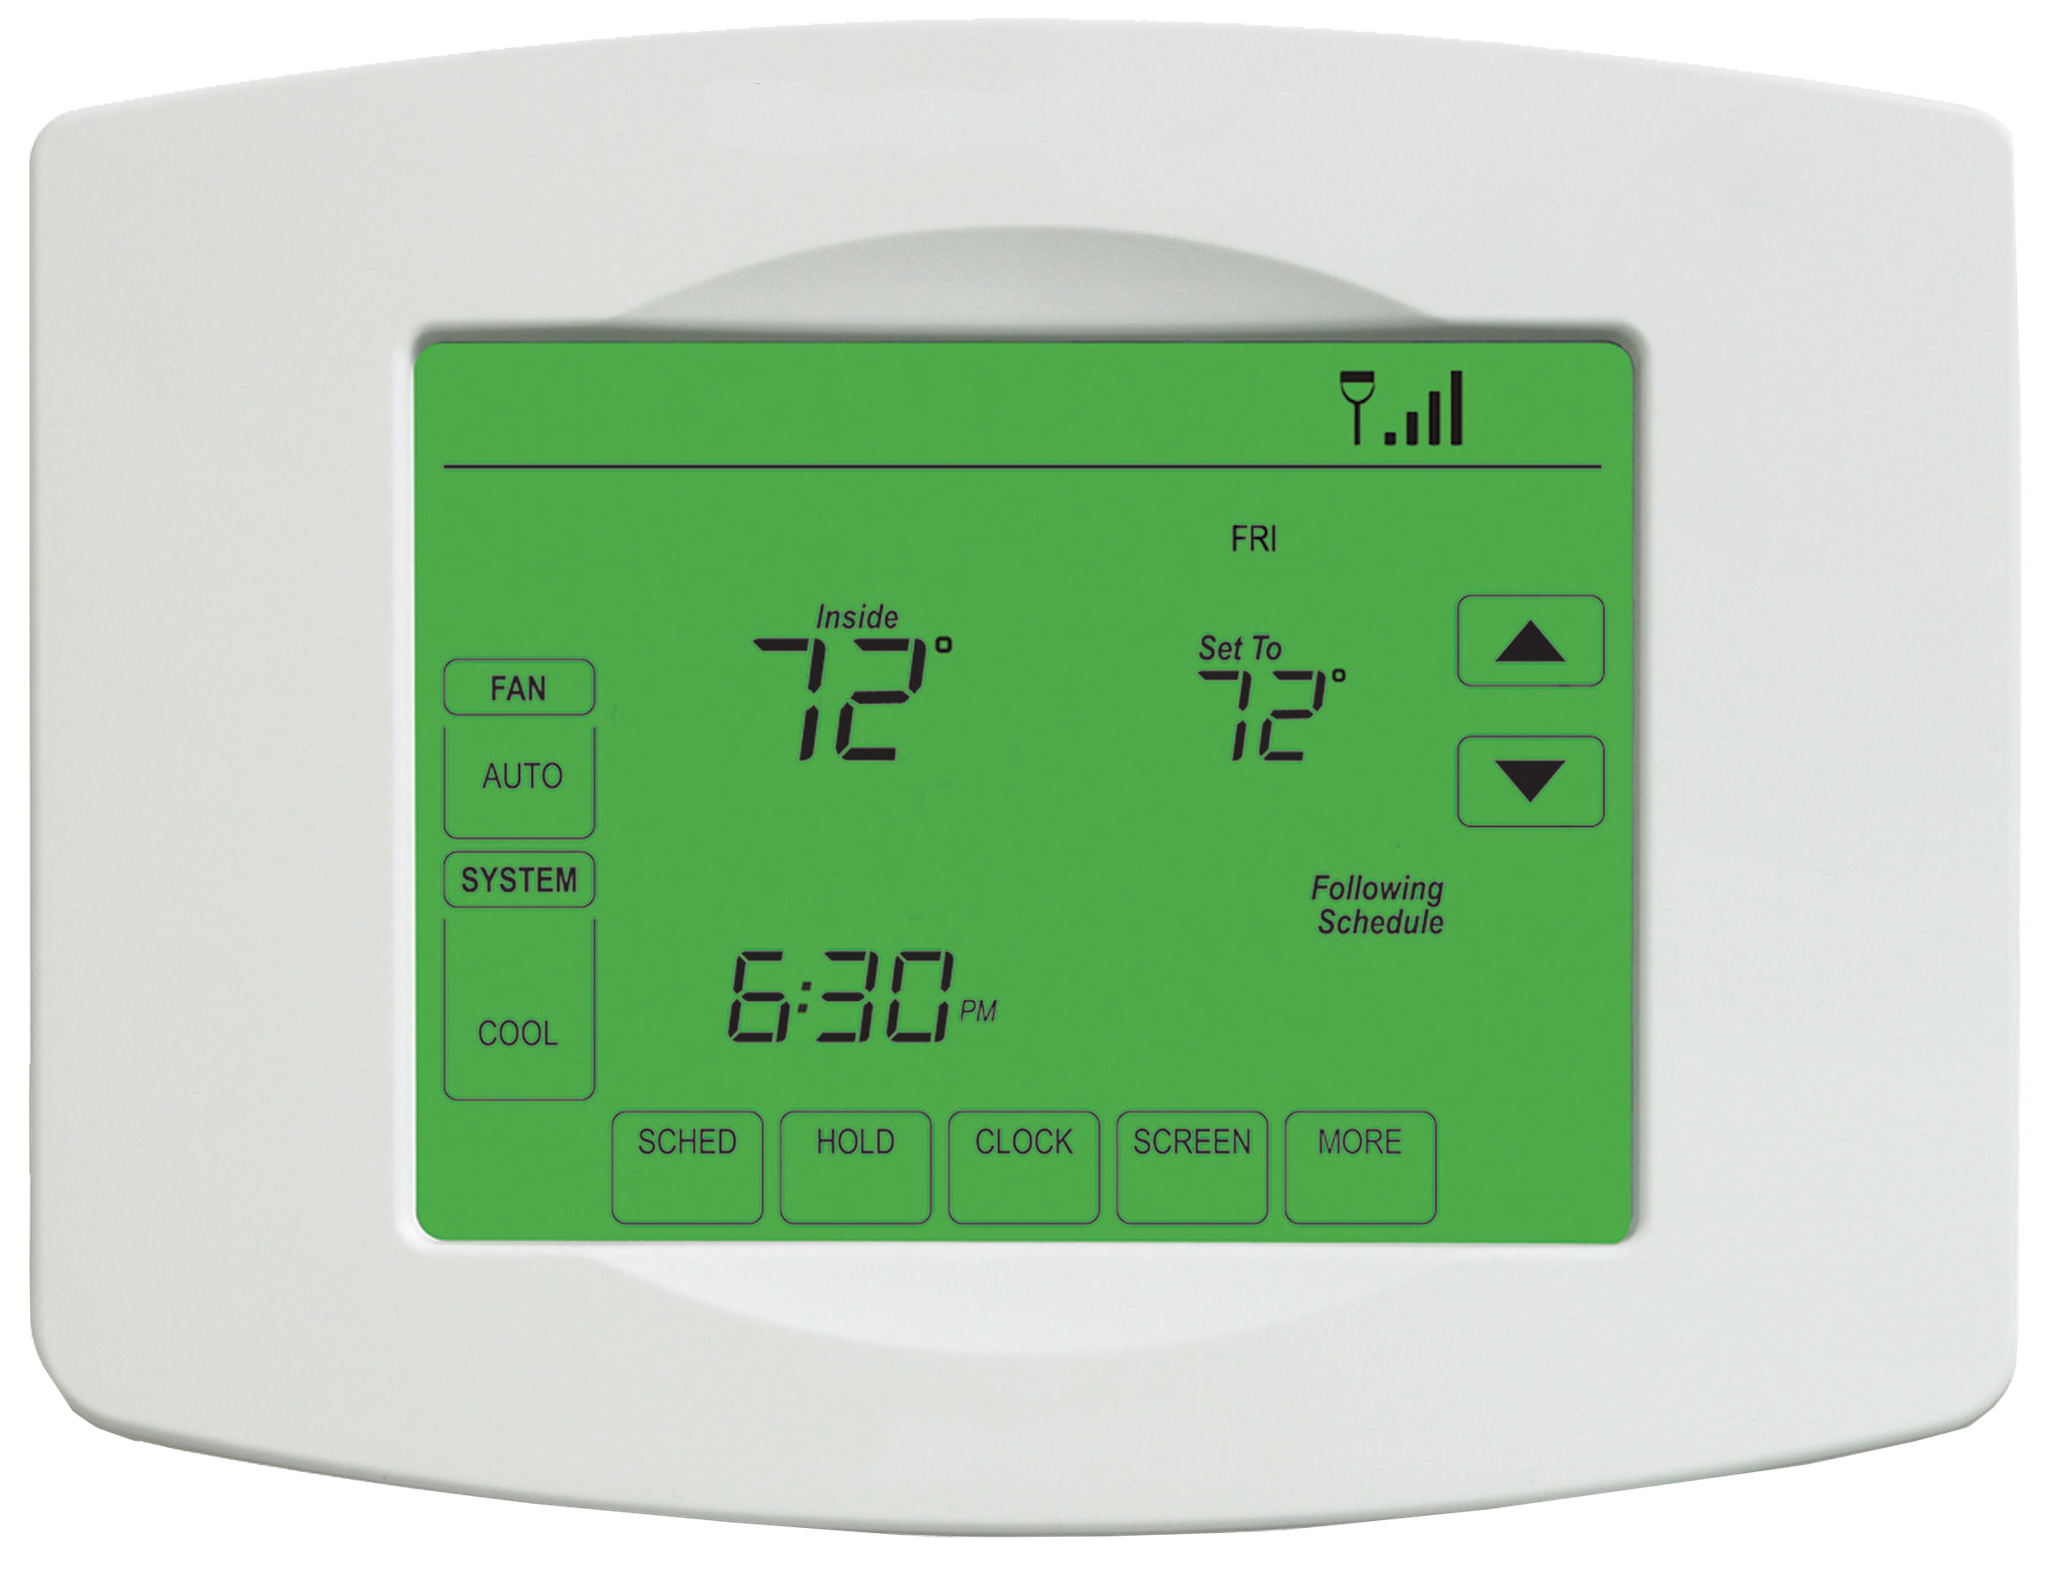 FRI
Inside
72°
Set To
72°
FAN
AUTO
SYSTEM
COOL
Following
Schedule
6:30 PM
SCHED
HOLD
CLOCK
SCREEN
MORE